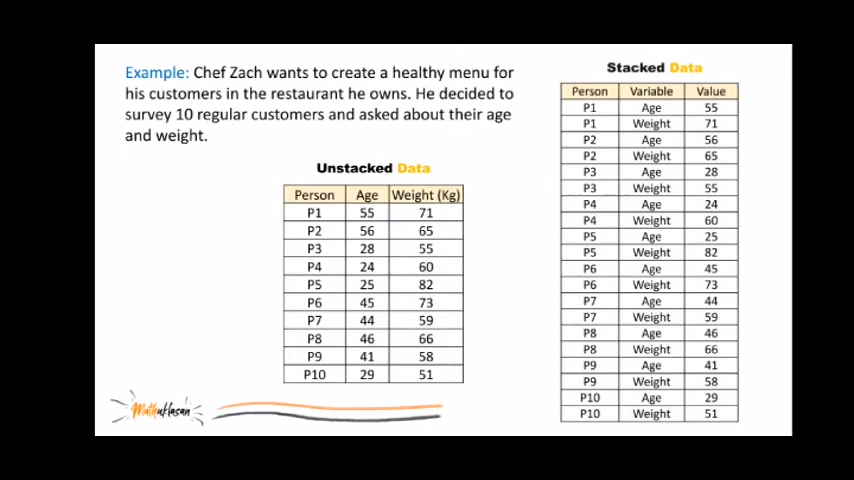 Example: Chef Zach wants to create a healthy menu for
his customers in the restaurant he owns. He decided to
survey 10 regular customers and asked about their age
and weight.
Unstacked Data
Person Age Weight (Kg)
P1 55 71
P2 56 65
P3 28 55
P4 24 60
P5 25 82
P6 45 73
P7 44 59
P8 46 66
P9 41 58
P10 29 51
Mathuklasan
Stacked Data
Person Variable Value
P1 Age 55
P1 Weight 71
P2 Age 56
P2 Weight 65
P3 Age 28
P3 Weight 55
P4 Age 24
P4 Weight 60
P5 Age 25
P5 Weight 82
P6 Age 45
P6 Weight 73
P7 Age 44
P7 Weight 59
P8 Age 46
P8 Weight 66
P9 Age 41
P9 Weight 58
P10 Age 29
P10 Weight 51